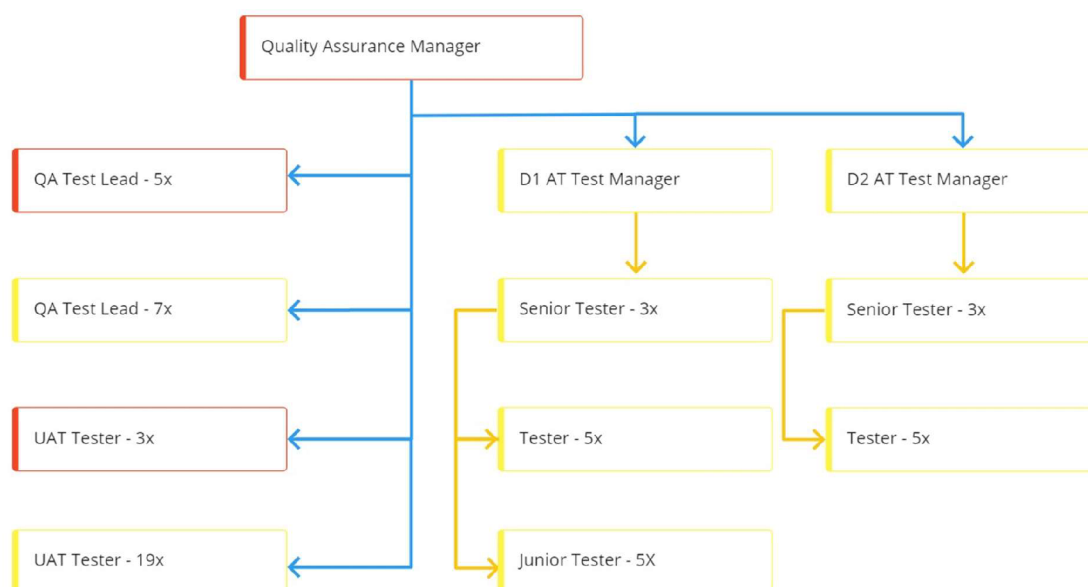 Quality Assurance Manager
QA Test Lead - 5x
D1 AT Test Manager
D2 AT Test Manager
QA Test Lead - 7x
Senior Tester - 3x
Senior Tester - 3x
UAT Tester - 3x
Tester - 5x
Tester - 5x
UAT Tester - 19x
Junior Tester - 5X